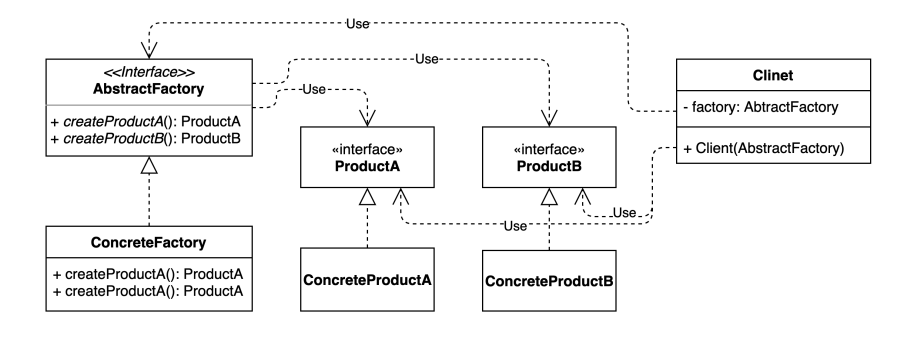 Use
<<Interface>>
AbstractFactory
+ createProductA(): ProductA
+ createProductB(): ProductB
Use
Use
Clinet
- factory: AbtractFactory
+ Client(AbstractFactory)
«interface»
ProductA
«interface»
ProductB
Use
Use
ConcreteFactory
+ createProductA(): ProductA
+ createProductA(): ProductA
ConcreteProductA
ConcreteProductB